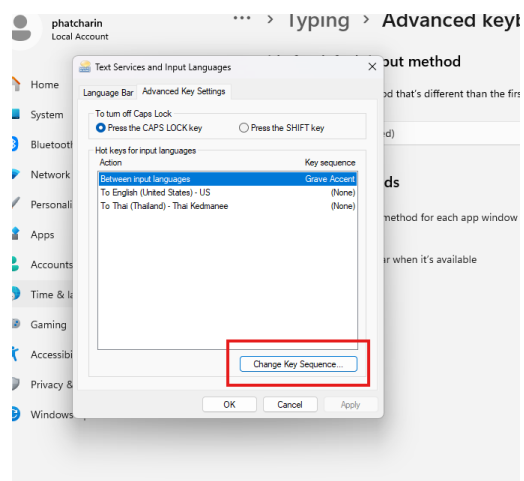 phatcharin
Local Account
··· > Typing > Advanced keyb
put method
od that's different than the firs
ed)
ds
method for each app window
ar when it's available
Home
System
Bluetooth
Network
Personali
Apps
Accounts
Time & la
Gaming
Accessibi
Privacy &
Windows
Text Services and Input Languages
Language Bar Advanced Key Settings
To turn off Caps Lock
Press the CAPS LOCK key Press the SHIFT key
Hot keys for input languages
Action Key sequence
Between input languages Grave Accent
To English (United States) - US (None)
To Thai (Thailand) - Thai Kedmanee (None)
Change Key Sequence...
OK Cancel Apply